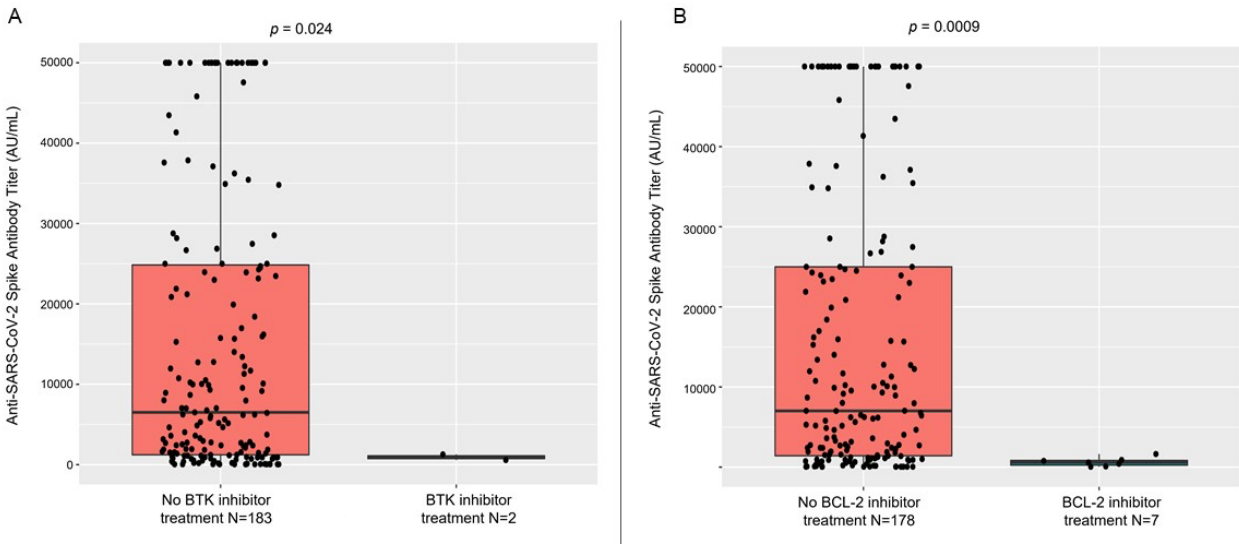 A
p = 0.024
Anti-SARS-CoV-2 Spike Antibody Titer (AU/mL)
50000
40000
30000
20000
10000
0
No BTK inhibitor
treatment N=183
BTK inhibitor
treatment N=2
B
p = 0.0009
Anti-SARS-CoV-2 Spike Antibody Titer (AU/mL)
50000
40000
30000
20000
10000
No BCL-2 inhibitor
treatment N=178
BCL-2 inhibitor
treatment N=7